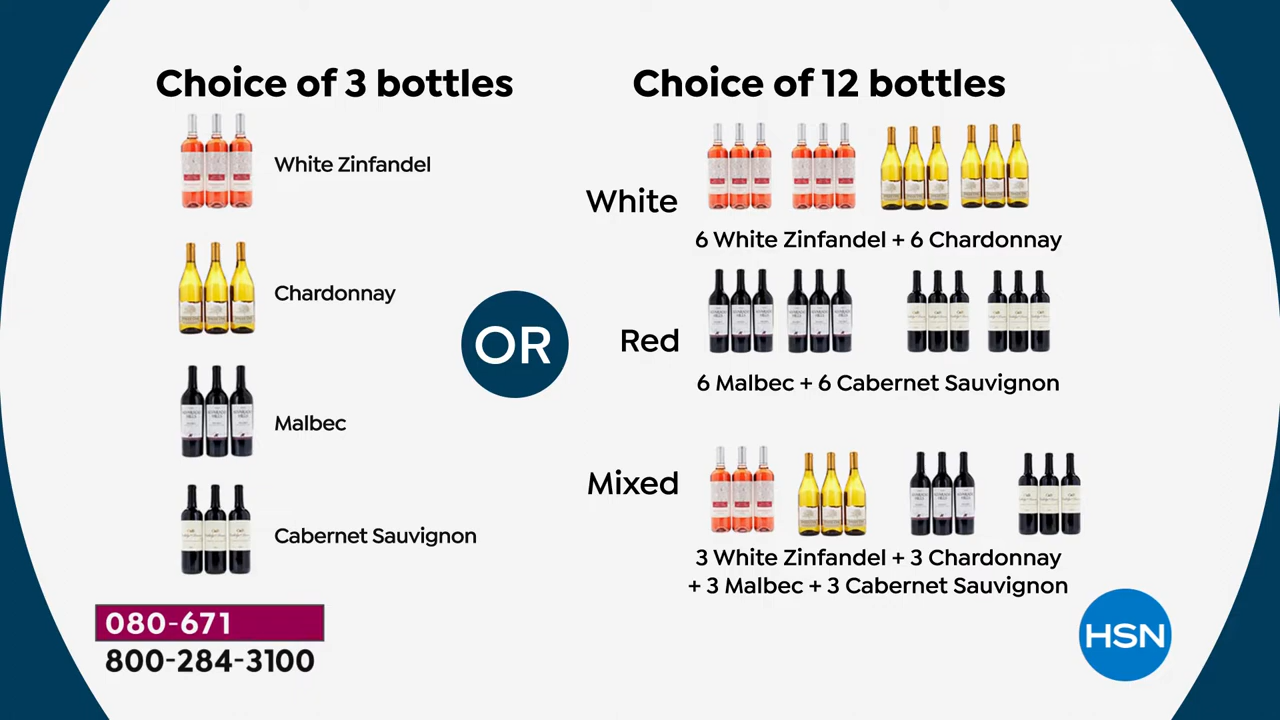 Choice of 3 bottles
White Zinfandel
Chardonnay
Malbec
Cabernet Sauvignon
OR
Choice of 12 bottles
White
6 White Zinfandel + 6 Chardonnay
Red
6 Malbec + 6 Cabernet Sauvignon
Mixed
3 White Zinfandel + 3 Chardonnay
+ 3 Malbec + 3 Cabernet Sauvignon
080-671
800-284-3100
HSN